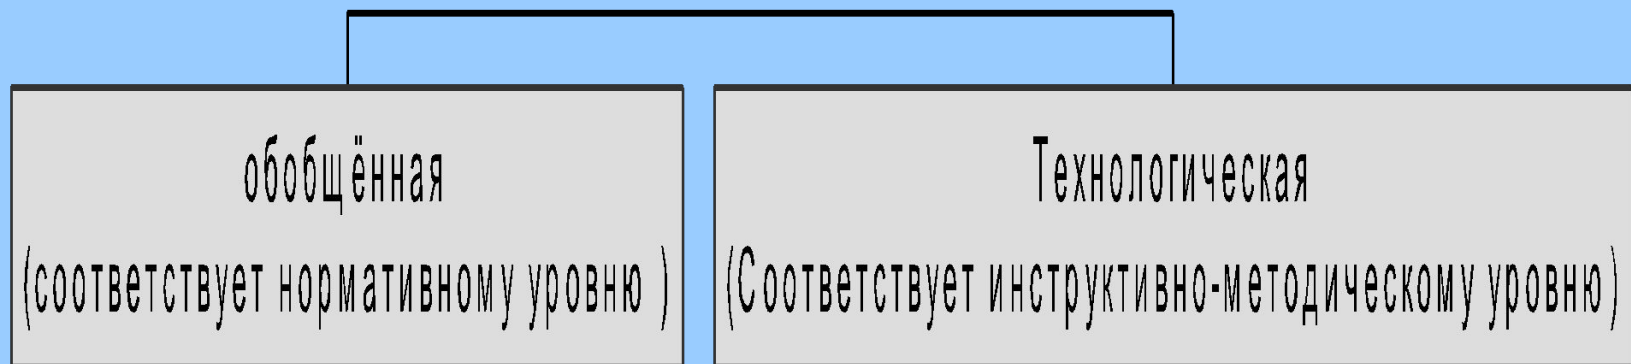 обобщённая
(соответствует нормативному уровню )
Технологическая
(Соответствует инструктивно-методическому уровню)